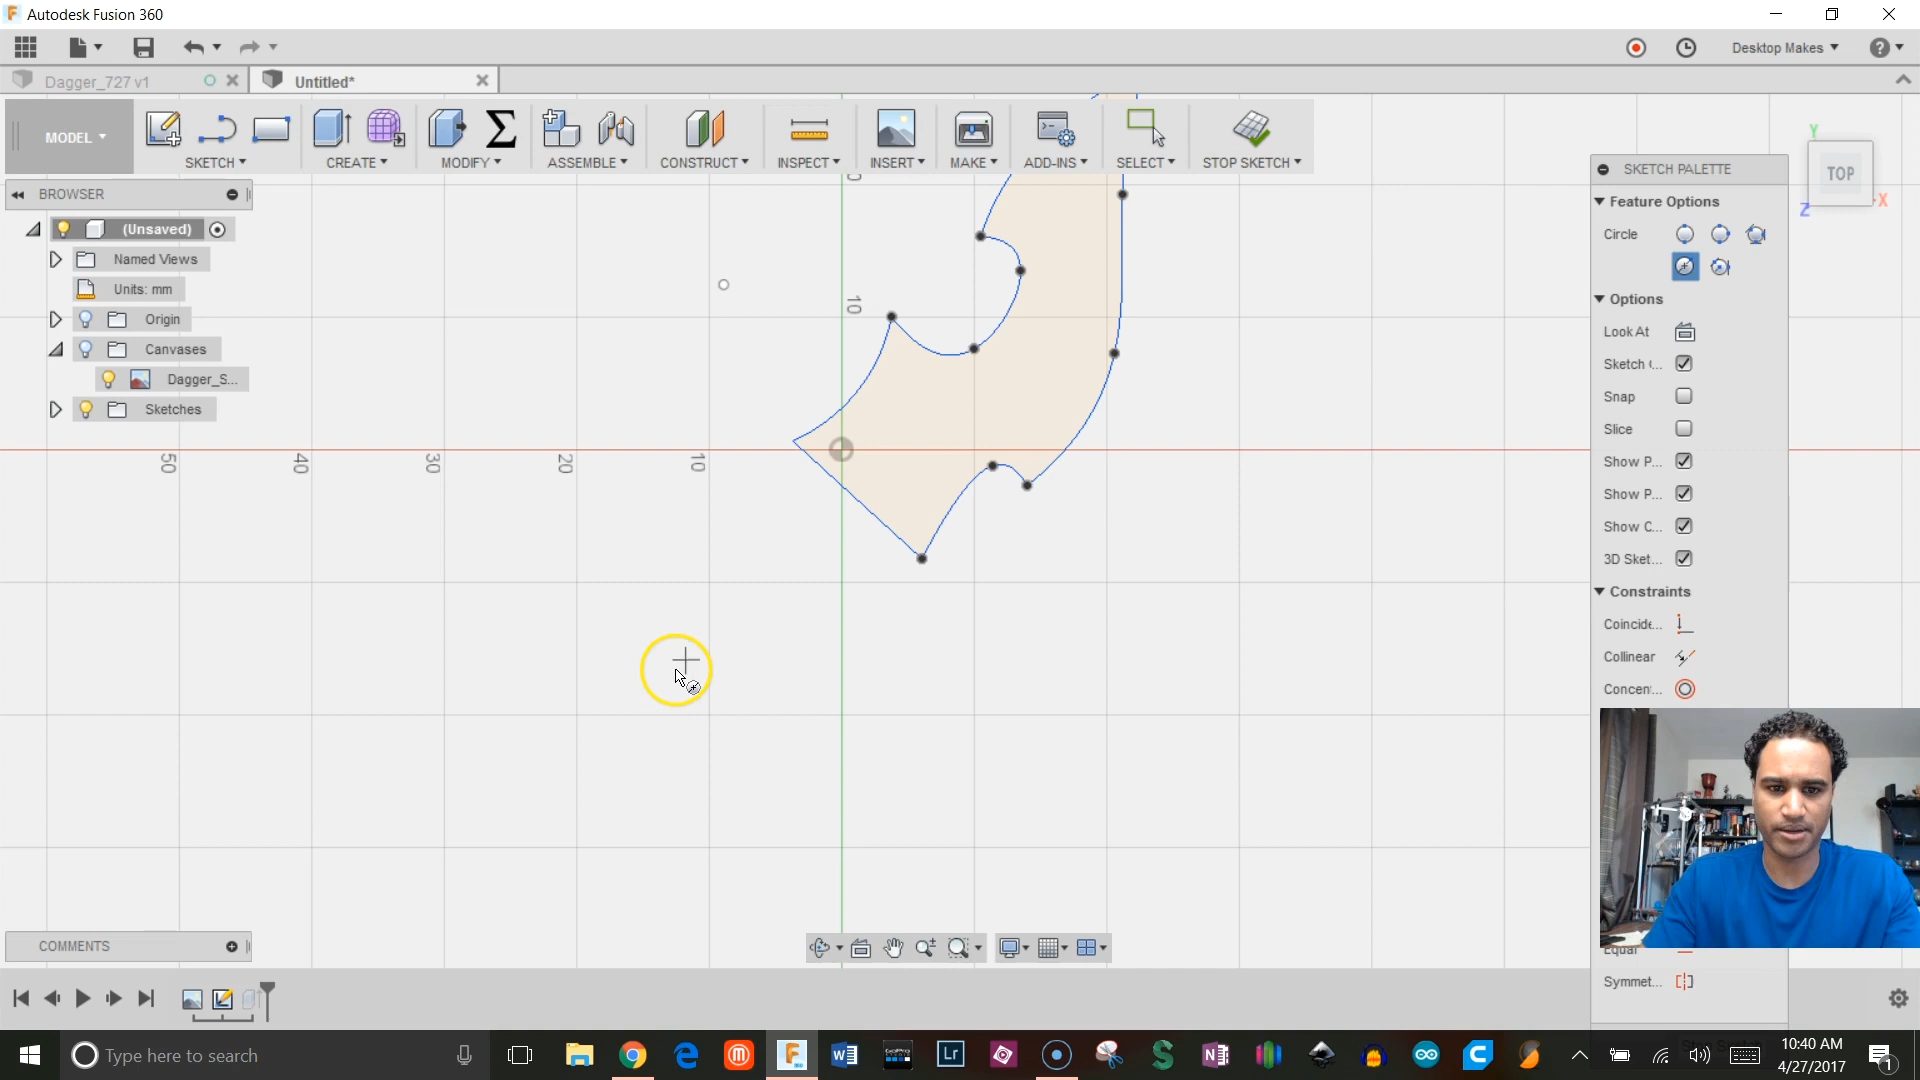 Autodesk Fusion 360
Desktop Makes
Dagger_727 v1
Untitled*
MODEL
SKETCH
CREATE
MODIFY
ASSEMBLE
CONSTRUCT
INSPECT
INSERT
MAKE
ADD-INS
SELECT
STOP SKETCH
BROWSER
(Unsaved)
Named Views
Units: mm
Origin
Canvases
Dagger_S...
Sketches
10
50
40
30
20
10
SKETCH PALETTE
Feature Options
Circle
Options
Look At
Sketch (...
Snap
Slice
Show P...
Show P...
Show C...
3D Sket...
Constraints
Coincide...
Collinear
Concen...
Equal
Symmet...
Y
TOP
X
Z
COMMENTS
Type here to search
Lr
10:40 AM
4/27/2017
1